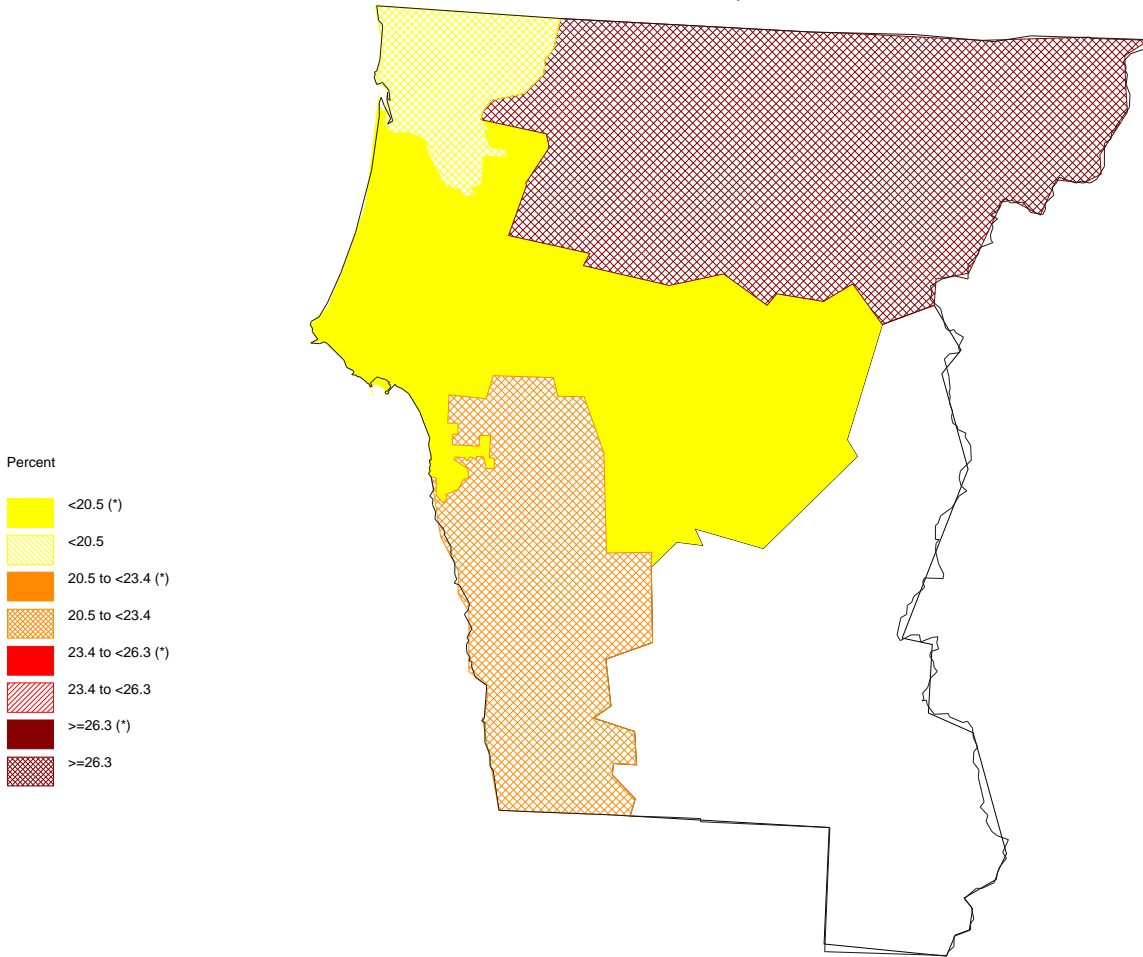 Percent
<20.5 (*)
<20.5
20.5 to <23.4 (*)
20.5 to <23.4
23.4 to <26.3 (*)
23.4 to <26.3
>=26.3 (*)
>=26.3